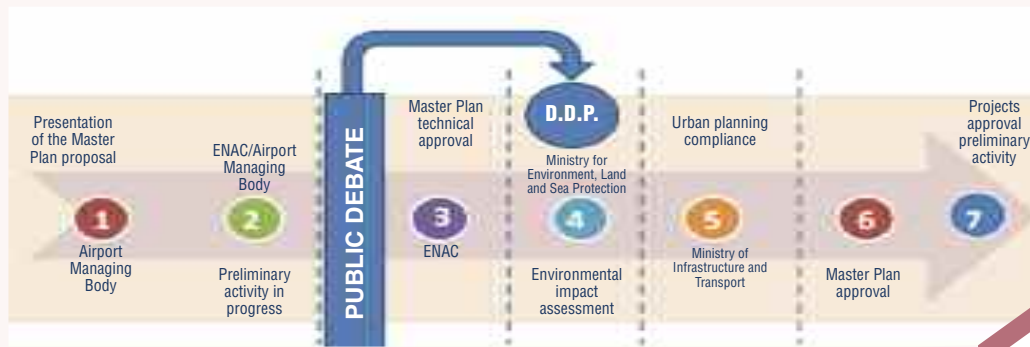 Presentation
of the Master
Plan proposal
1
Airport
Managing
Body
ENAC/Airport
Managing
Body
2
Preliminary
activity in
progress
PUBLIC DEBATE
Master Plan
technical
approval
3
ENAC
D.D.P.
Ministry for
Environment, Land
and Sea Protection
4
Environmental
impact
assessment
Urban planning
compliance
5
Ministry of
Infrastructure and
Transport
6
Master Plan
approval
Projects
approval
preliminary
activity
7